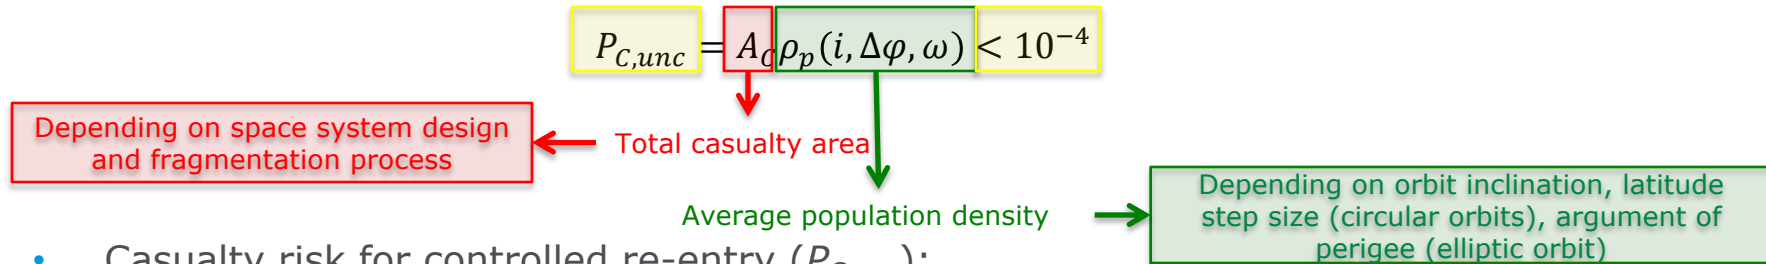 P_{C,unc} = A_C ρ_p(i, Δφ, ω) < 10^{−4}
Depending on space system design
and fragmentation process
Total casualty area
Average population density
Depending on orbit inclination, latitude
step size (circular orbits), argument of
perigee (elliptic orbit)
• Casualty risk for controlled re-entry (P